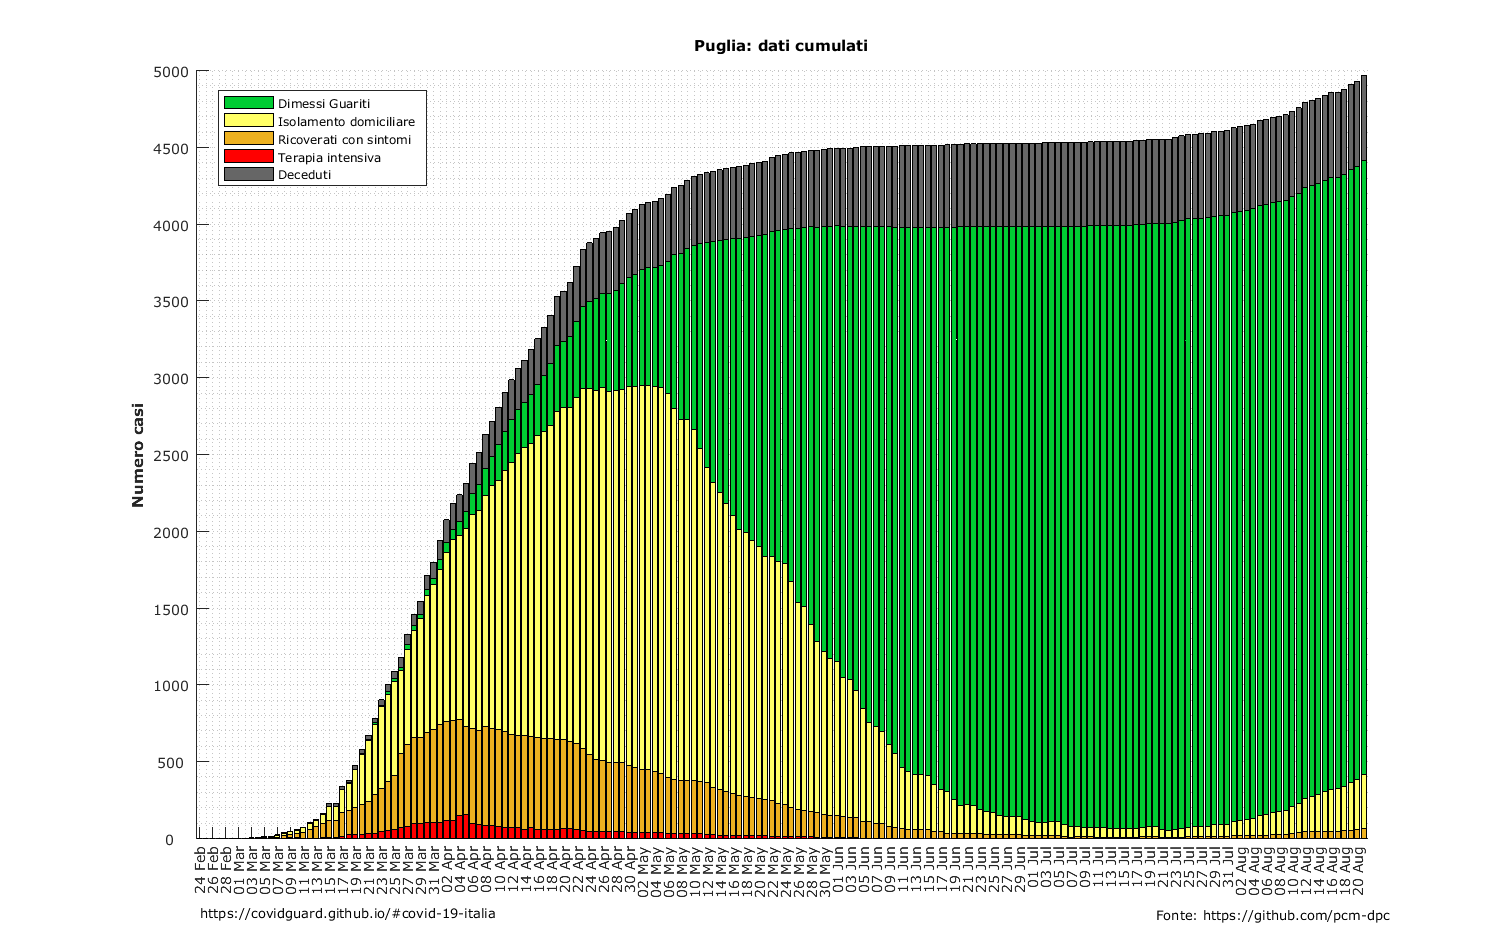 Puglia: dati cumulati
Dimessi Guariti
Isolamento domiciliare
Ricoverati con sintomi
Terapia intensiva
Deceduti
Numero casi
5000
4500
4000
3500
3000
2500
2000
1500
1000
500
0
24 Feb
26 Feb
28 Feb
01 Mar
03 Mar
05 Mar
07 Mar
09 Mar
11 Mar
13 Mar
15 Mar
17 Mar
19 Mar
21 Mar
23 Mar
25 Mar
27 Mar
29 Mar
31 Mar
02 Apr
04 Apr
06 Apr
08 Apr
10 Apr
12 Apr
14 Apr
16 Apr
18 Apr
20 Apr
22 Apr
24 Apr
26 Apr
28 Apr
30 Apr
02 May
04 May
06 May
08 May
10 May
12 May
14 May
16 May
18 May
20 May
22 May
24 May
26 May
28 May
30 May
01 Jun
03 Jun
05 Jun
07 Jun
09 Jun
11 Jun
13 Jun
15 Jun
17 Jun
19 Jun
21 Jun
23 Jun
25 Jun
27 Jun
29 Jun
01 Jul
03 Jul
05 Jul
07 Jul
09 Jul
11 Jul
13 Jul
15 Jul
17 Jul
19 Jul
21 Jul
23 Jul
25 Jul
27 Jul
29 Jul
31 Jul
02 Aug
04 Aug
06 Aug
08 Aug
10 Aug
12 Aug
14 Aug
16 Aug
18 Aug
20 Aug
https://covidguard.github.io/#covid-19-italia
Fonte: https://github.com/pcm-dpc